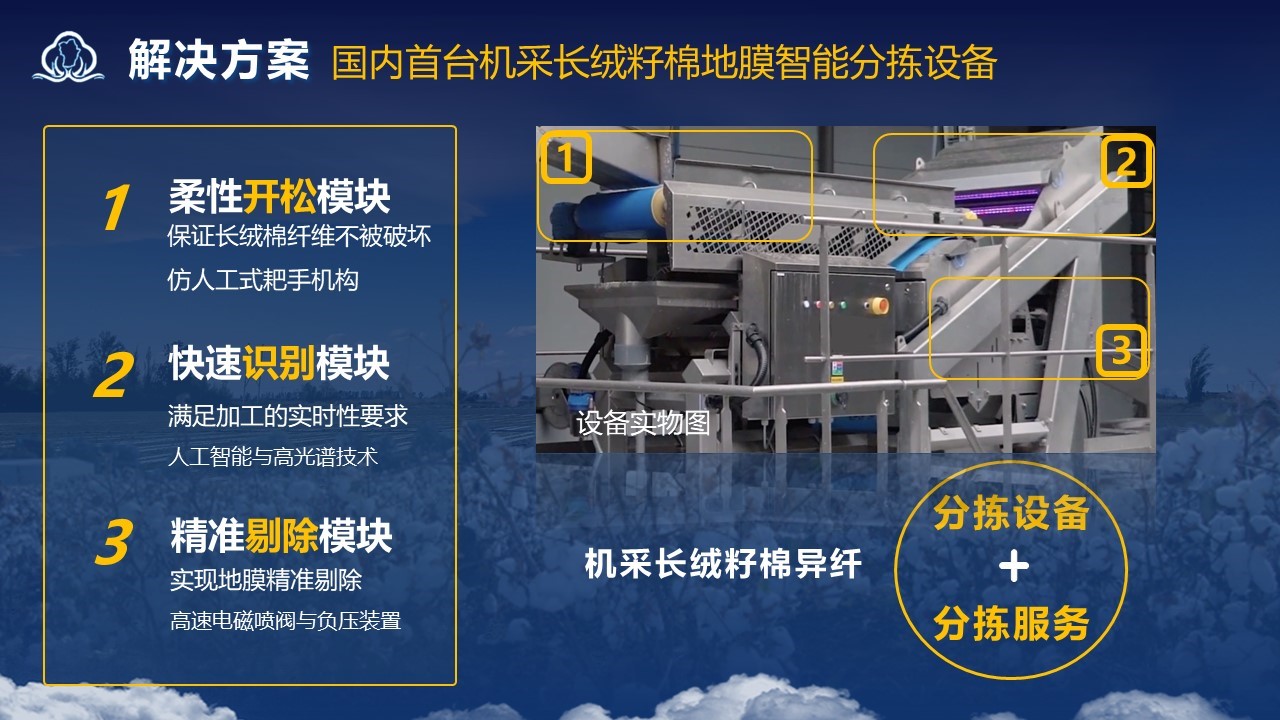 解决方案 国内首台机采长绒籽棉地膜智能分拣设备
1 柔性开松模块
保证长绒棉纤维不被破坏
仿人工式耙手机构
2 快速识别模块
满足加工的实时性要求
人工智能与高光谱技术
3 精准剔除模块
实现地膜精准剔除
高速电磁喷阀与负压装置
1
2
3
设备实物图
机采长绒籽棉异纤
分拣设备
+
分拣服务